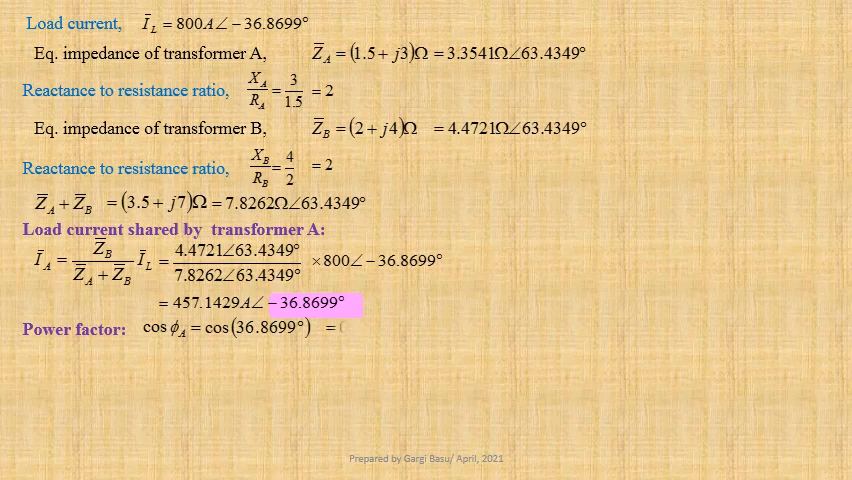 Load current, Ī_L = 800A∠−36.8699°
Eq. impedance of transformer A, Z̄_A = (1.5 + j3)Ω = 3.3541Ω∠63.4349°
Reactance to resistance ratio, X_A/R_A = 3/1.5 = 2
Eq. impedance of transformer B, Z̄_B = (2 + j4)Ω = 4.4721Ω∠63.4349°
Reactance to resistance ratio, X_B/R_B = 4/2 = 2
Z̄_A + Z̄_B = (3.5 + j7)Ω = 7.8262Ω∠63.4349°
Load current shared by transformer A:
Ī_A = Z̄_B/(Z̄_A + Z̄_B) Ī_L = 4.4721∠63.4349°/7.8262∠63.4349° ×800∠−36.8699°
= 457.1429A∠−36.8699°
Power factor: cos ϕ_A = cos(36.8699°) =
Prepared by Gargi Basu/ April, 2021